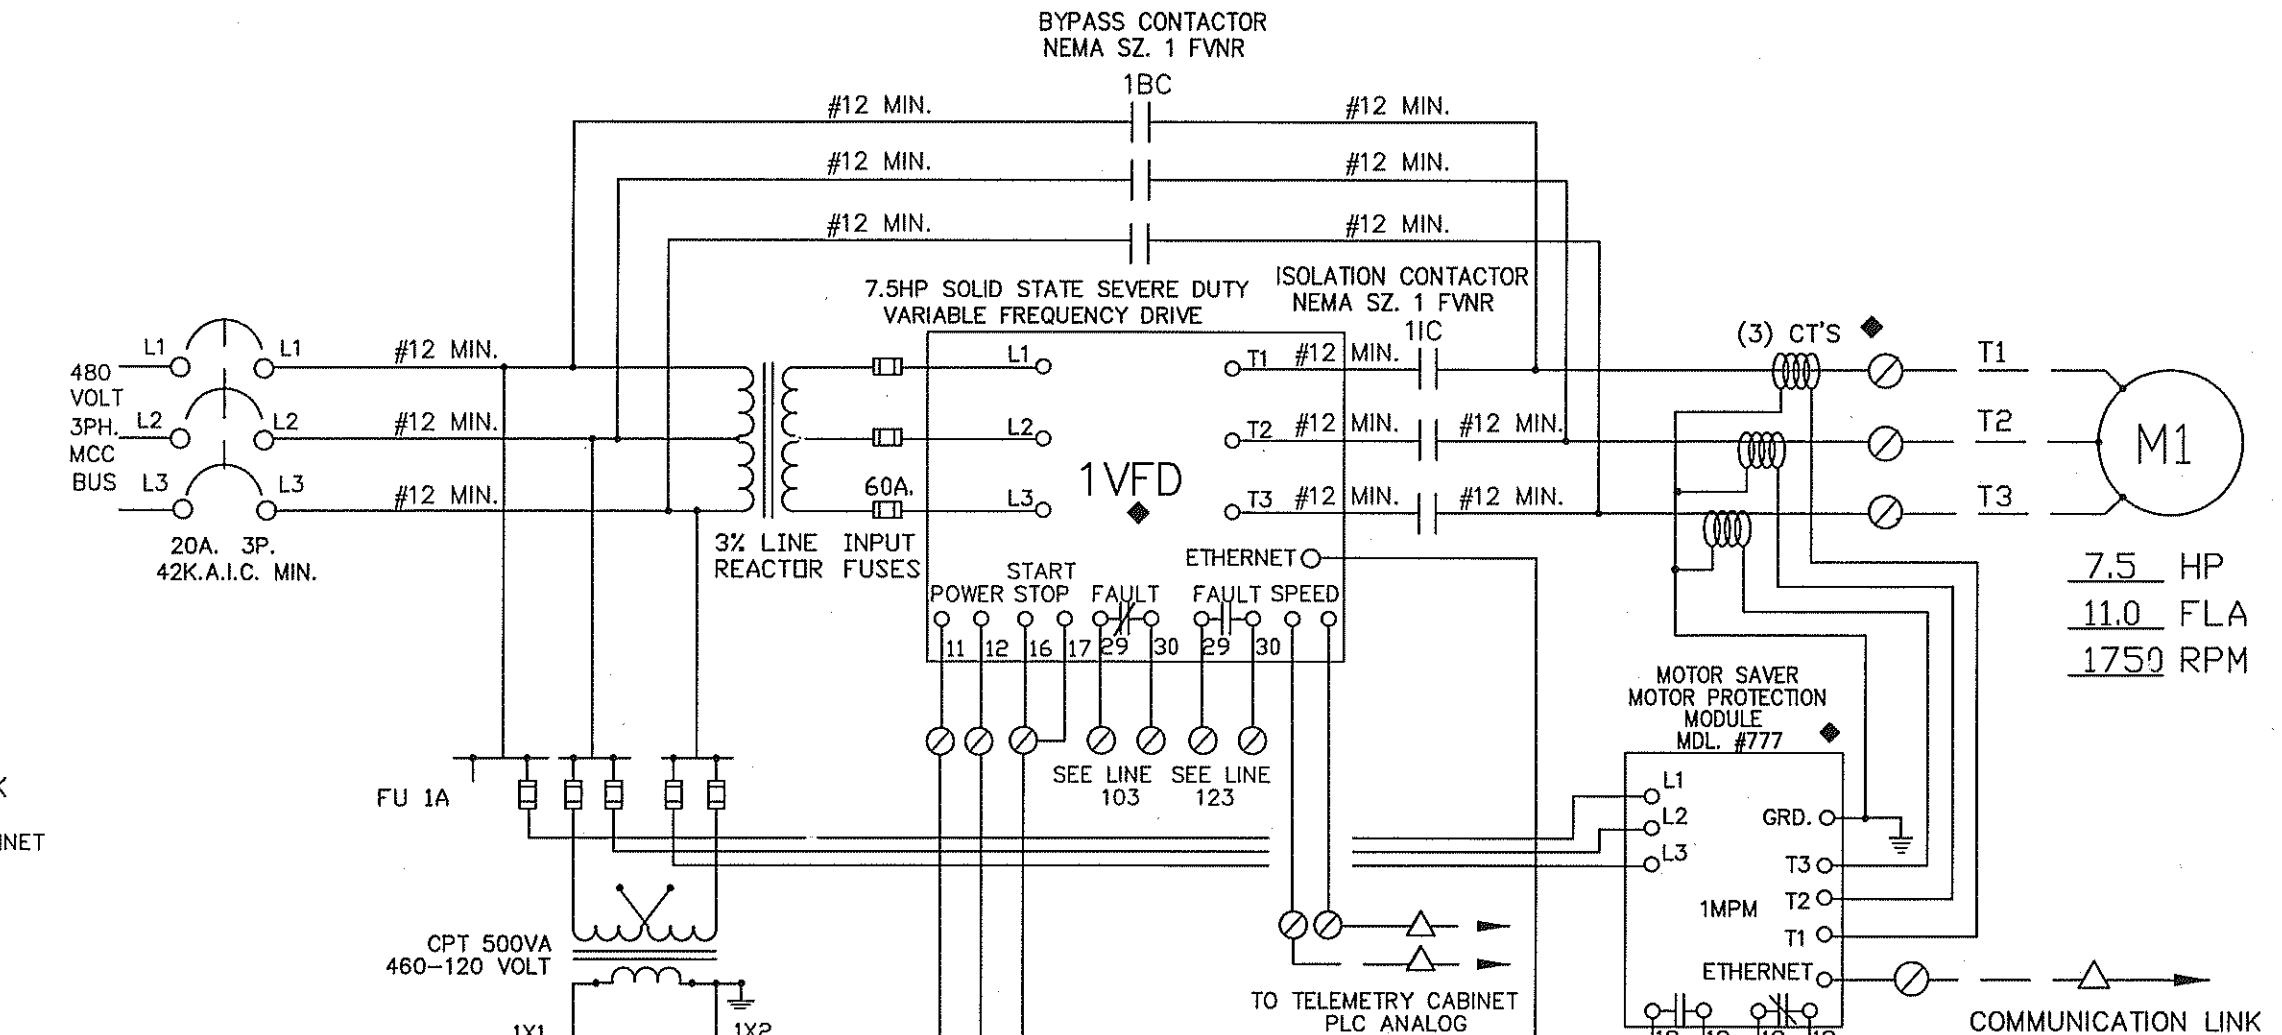 BYPASS CONTACTOR
NEMA SZ. 1 FVNR
1BC
#12 MIN.
#12 MIN.
#12 MIN.
#12 MIN.
#12 MIN.
#12 MIN.
7.5HP SOLID STATE SEVERE DUTY
VARIABLE FREQUENCY DRIVE
ISOLATION CONTACTOR
NEMA SZ. 1 FVNR
1IC
(3) CT'S
480
VOLT
3PH.
MCC
BUS
L1
L1
#12 MIN.
L2
L2
#12 MIN.
L3
L3
#12 MIN.
20A. 3P.
42K.A.I.C. MIN.
3% LINE
REACTOR
60A.
INPUT
FUSES
L1
L2
L3
1VFD
T1
#12 MIN.
T2
#12 MIN.
#12 MIN.
T3
#12 MIN.
#12 MIN.
ETHERNET
POWER
START
STOP
FAULT
FAULT
SPEED
11
12
16
17
29
30
29
30
SEE LINE
103
SEE LINE
123
T1
T2
T3
M1
7.5 HP
11.0 FLA
1750 RPM
MOTOR SAVER
MOTOR PROTECTION
MODULE
MDL. #777
L1
L2
L3
GRD.
T3
1MPM
T2
T1
ETHERNET
FU 1A
INET
CPT 500VA
460-120 VOLT
1X1
1X2
TO TELEMETRY CABINET
PLC ANALOG
COMMUNICATION LINK